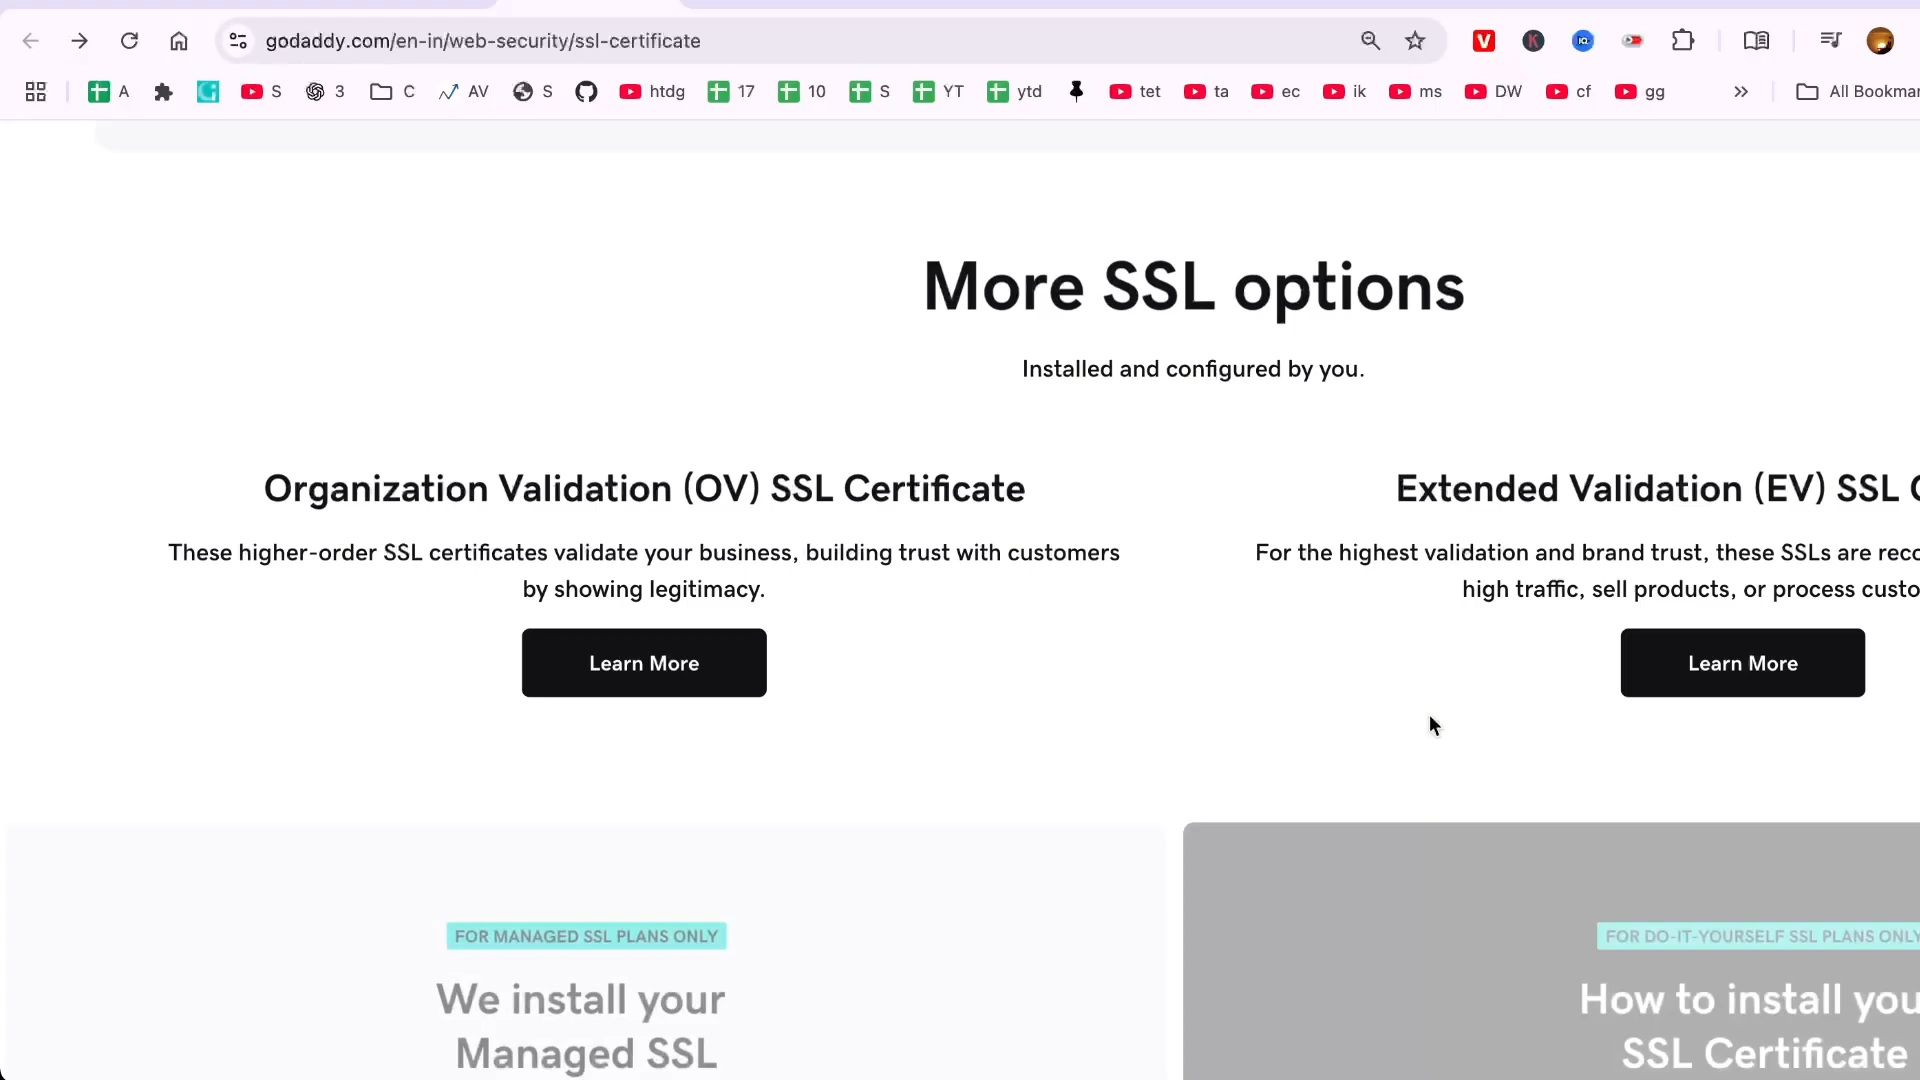 godaddy.com/en-in/web-security/ssl-certificate
A S 3 C AV S htdg 17 10 S YT ytd tet ta ec ik ms DW cf gg All Bookmar
More SSL options
Installed and configured by you.
Organization Validation (OV) SSL Certificate
These higher-order SSL certificates validate your business, building trust with customers
by showing legitimacy.
Learn More
Extended Validation (EV) SSL C
For the highest validation and brand trust, these SSLs are reco
high traffic, sell products, or process custo
Learn More
FOR MANAGED SSL PLANS ONLY
We install your
Managed SSL
FOR DO-IT-YOURSELF SSL PLANS ONLY
How to install you
SSL Certificate